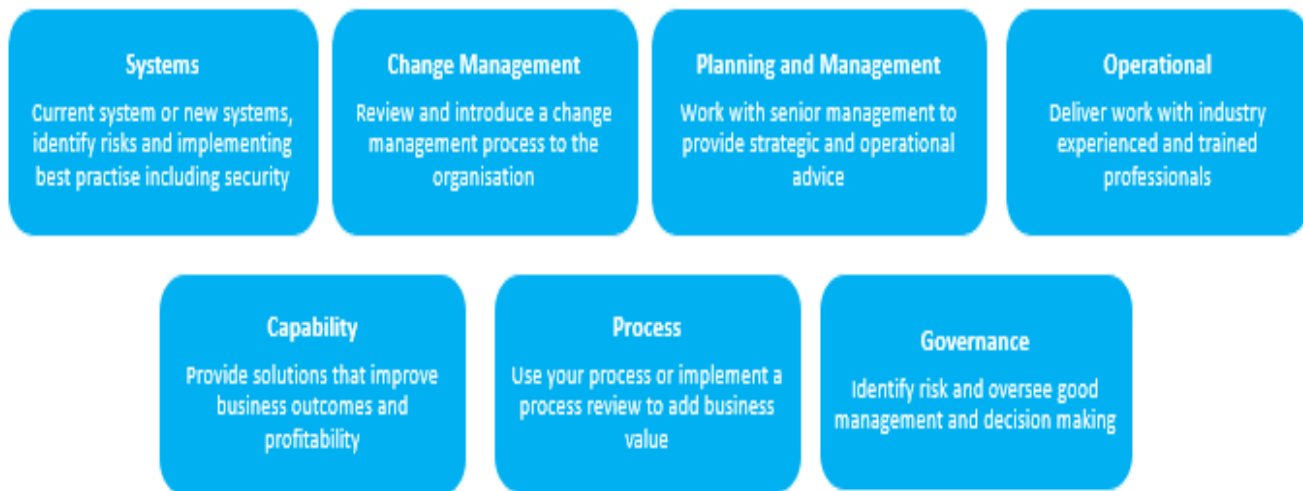 Systems
Current system or new systems,
identify risks and implementing
best practise including security
Change Management
Review and introduce a change
management process to the
organisation
Planning and Management
Work with senior management to
provide strategic and operational
advice
Operational
Deliver work with industry
experienced and trained
professionals
Capability
Provide solutions that improve
business outcomes and
profitability
Process
Use your process or implement a
process review to add business
value
Governance
Identify risk and oversee good
management and decision making